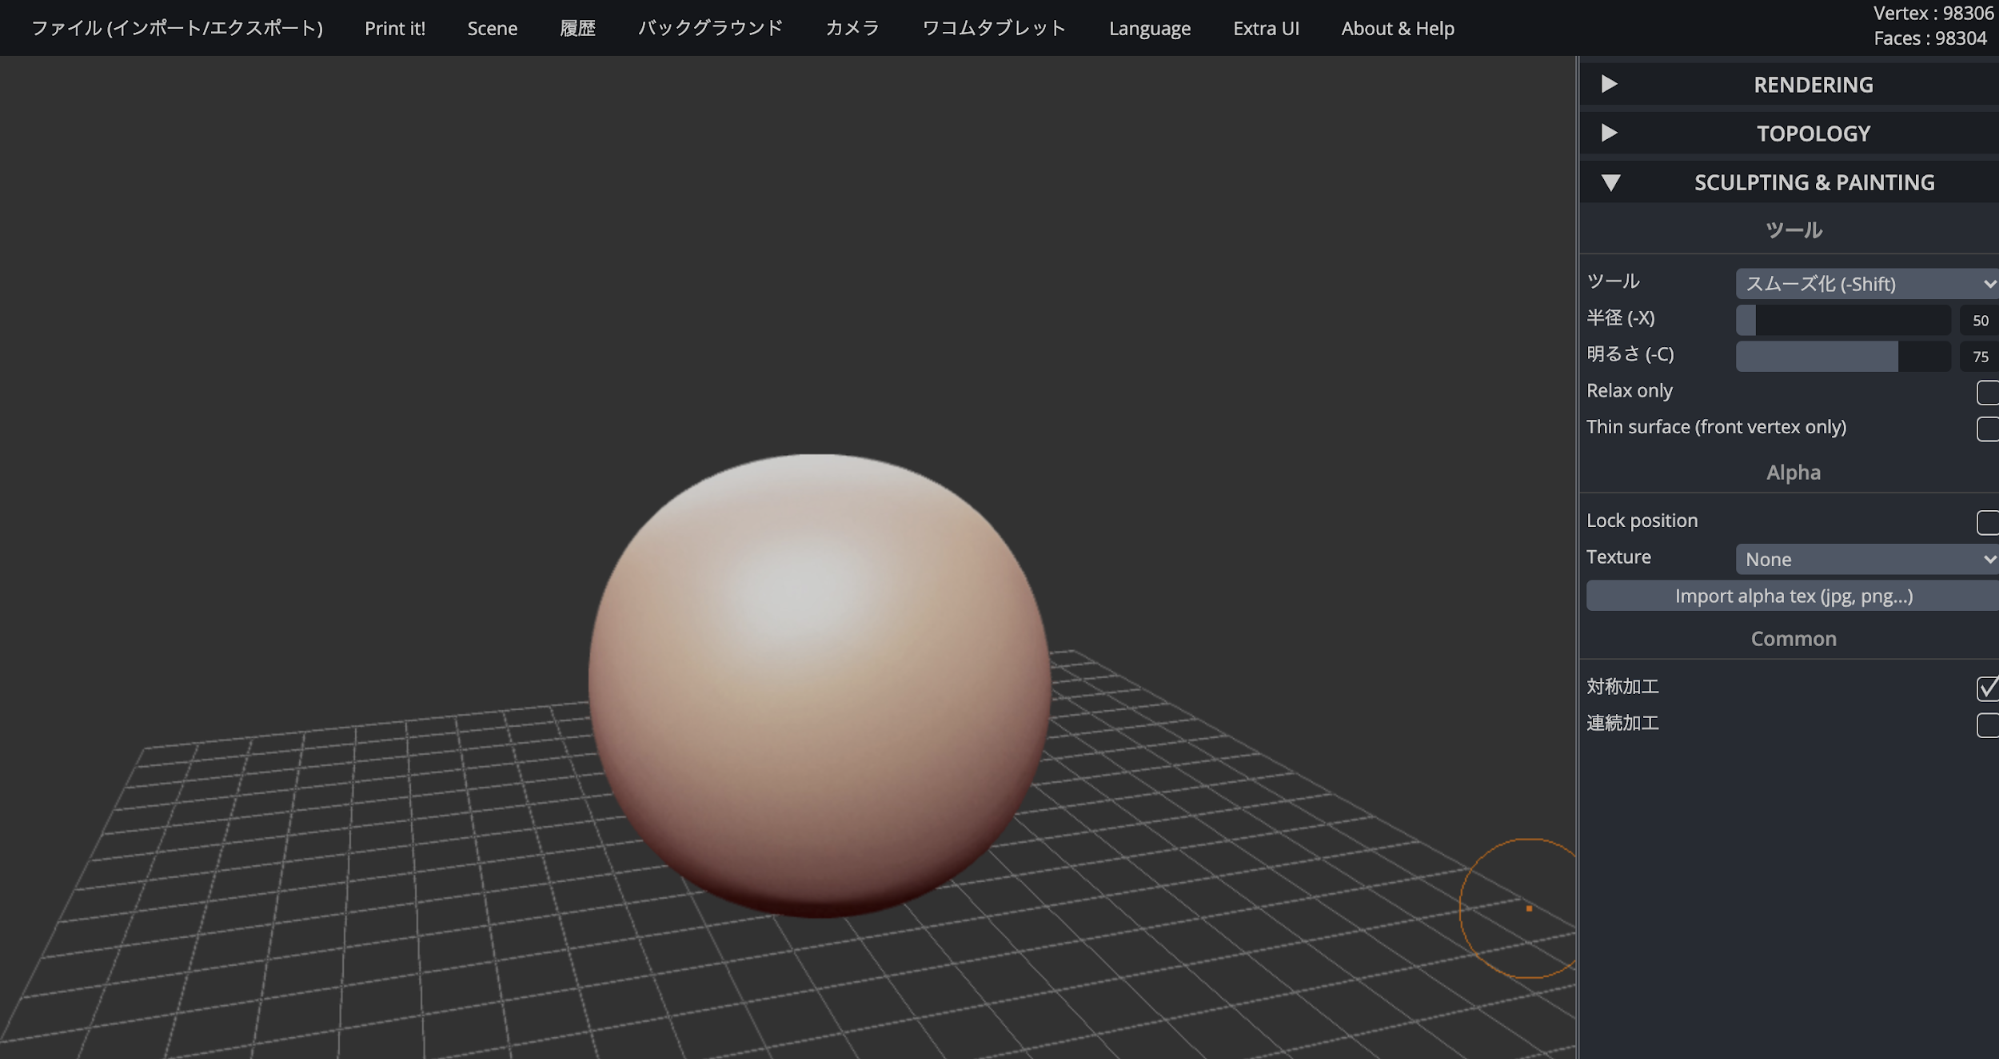 ファイル (インポート/エクスポート) Print it! Scene 履歴 バックグラウンド カメラ ワコムタブレット Language Extra UI About & Help
Vertex : 98306
Faces : 98304
RENDERING
TOPOLOGY
SCULPTING & PAINTING
ツール
ツール スムーズ化 (-Shift)
半径 (-X) 50
明るさ (-C) 75
Relax only
Thin surface (front vertex only)
Alpha
Lock position
Texture None
Import alpha tex (jpg, png...)
Common
対称加工
連続加工